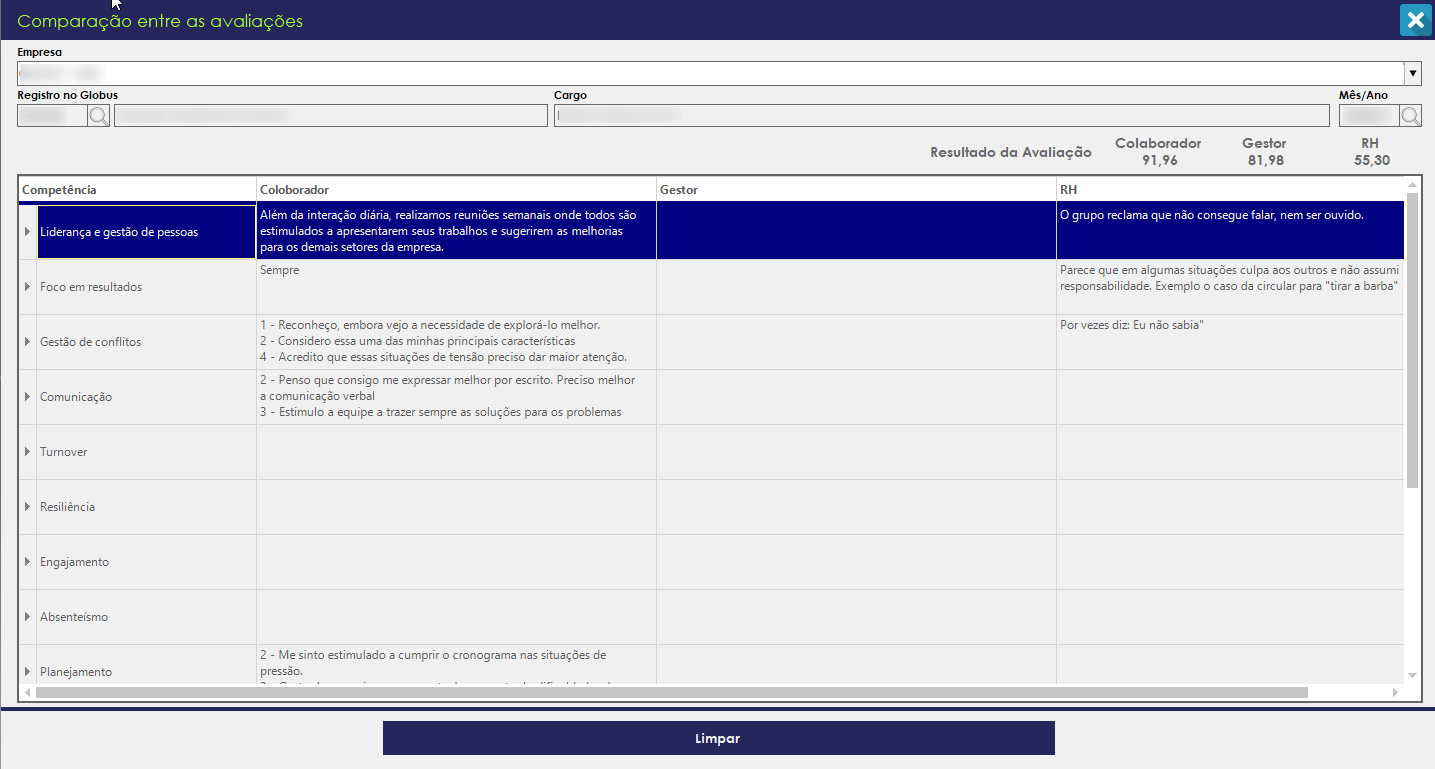 Comparação entre as avaliações
Empresa
Registro no Globus
Cargo
Mês/Ano
Resultado da Avaliação
Colaborador
Gestor
RH
91,96
81,98
55,30
Competência
Coloborador
Gestor
RH
Liderança e gestão de pessoas
Além da interação diária, realizamos reuniões semanais onde todos são
estimulados a apresentarem seus trabalhos e sugerirem as melhorias
para os demais setores da empresa.
O grupo reclama que não consegue falar, nem ser ouvido.
Foco em resultados
Sempre
Parece que em algumas situações culpa aos outros e não assumi
responsabilidade. Exemplo o caso da circular para "tirar a barba"
Gestão de conflitos
1 - Reconheço, embora vejo a necessidade de explorá-lo melhor.
2 - Considero essa uma das minhas principais características
4 - Acredito que essas situações de tensão preciso dar maior atenção.
Por vezes diz: Eu não sabia"
Comunicação
2 - Penso que consigo me expressar melhor por escrito. Preciso melhor
a comunicação verbal
3 - Estimulo a equipe a trazer sempre as soluções para os problemas
Turnover
Resiliência
Engajamento
Absenteísmo
Planejamento
2 - Me sinto estimulado a cumprir o cronograma nas situações de
pressão.
Limpar